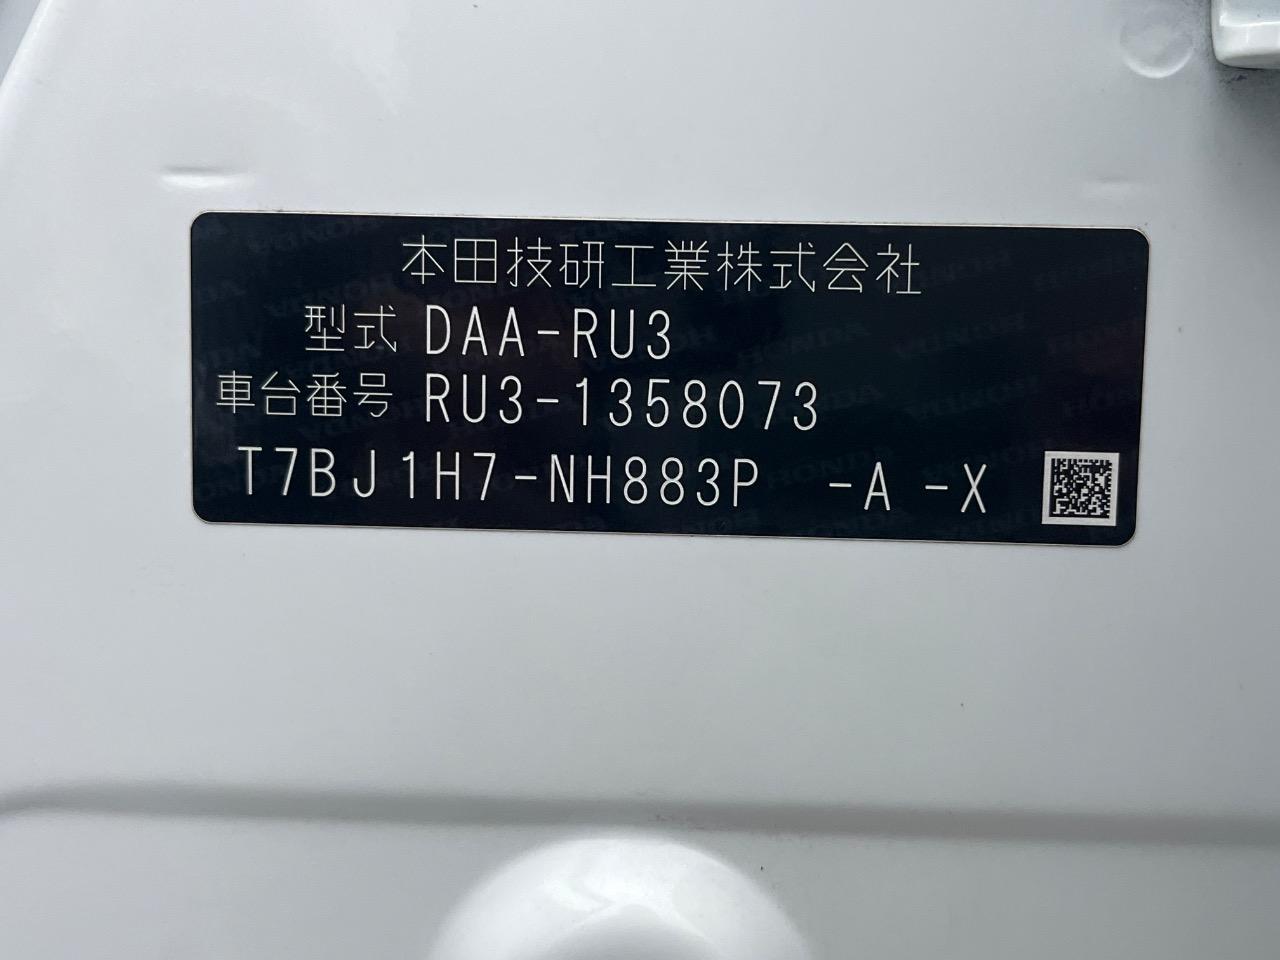 本田技研工業株式会社
型式 DAA-RU3
車台番号 RU3-1358073
T7BJ1H7-NH883P -A -X